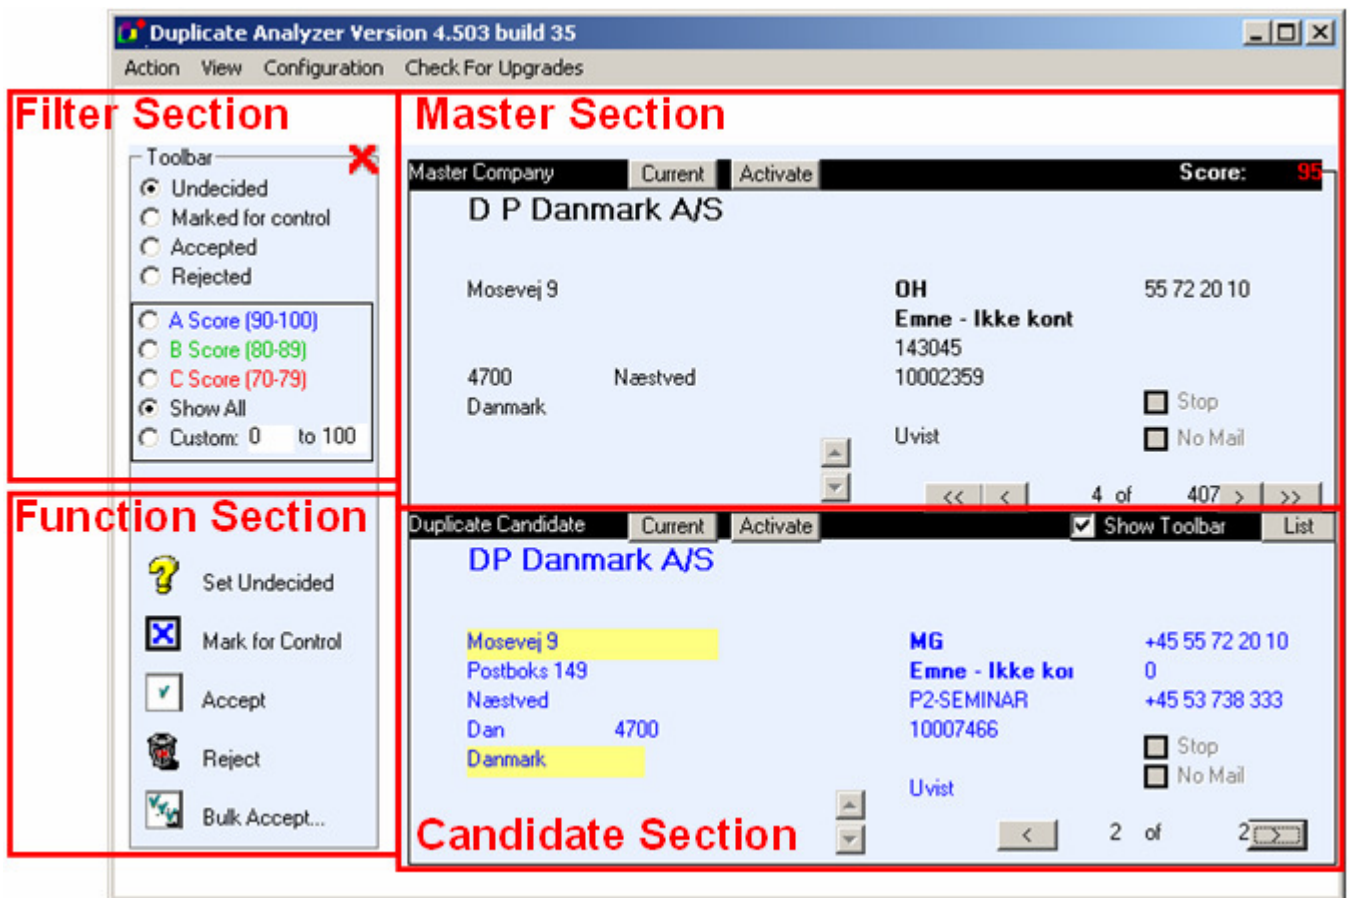 Duplicate Analyzer Version 4.503 build 35
Action View Configuration Check For Upgrades
Filter Section
Toolbar
Undecided
Marked for control
Accepted
Rejected
A Score (90-100)
B Score (80-89)
C Score (70-79)
Show All
Custom: 0 to 100
Master Section
Master Company Current Activate Score: 95
D P Danmark A/S
Mosevej 9 OH 55 72 20 10
Emne - Ikke kont
143045
4700 Næstved 10002359
Danmark Stop
Uvist No Mail
<< < 4 of 407 > >>
Function Section
Set Undecided
Mark for Control
Accept
Reject
Bulk Accept...
Duplicate Candidate Current Activate Show Toolbar List
DP Danmark A/S
Mosevej 9 MG +45 55 72 20 10
Postboks 149 Emne - Ikke kor 0
Næstved P2-SEMINAR +45 53 738 333
Dan 4700 10007466
Danmark Stop
No Mail
Uvist
Candidate Section < 2 of 2 >